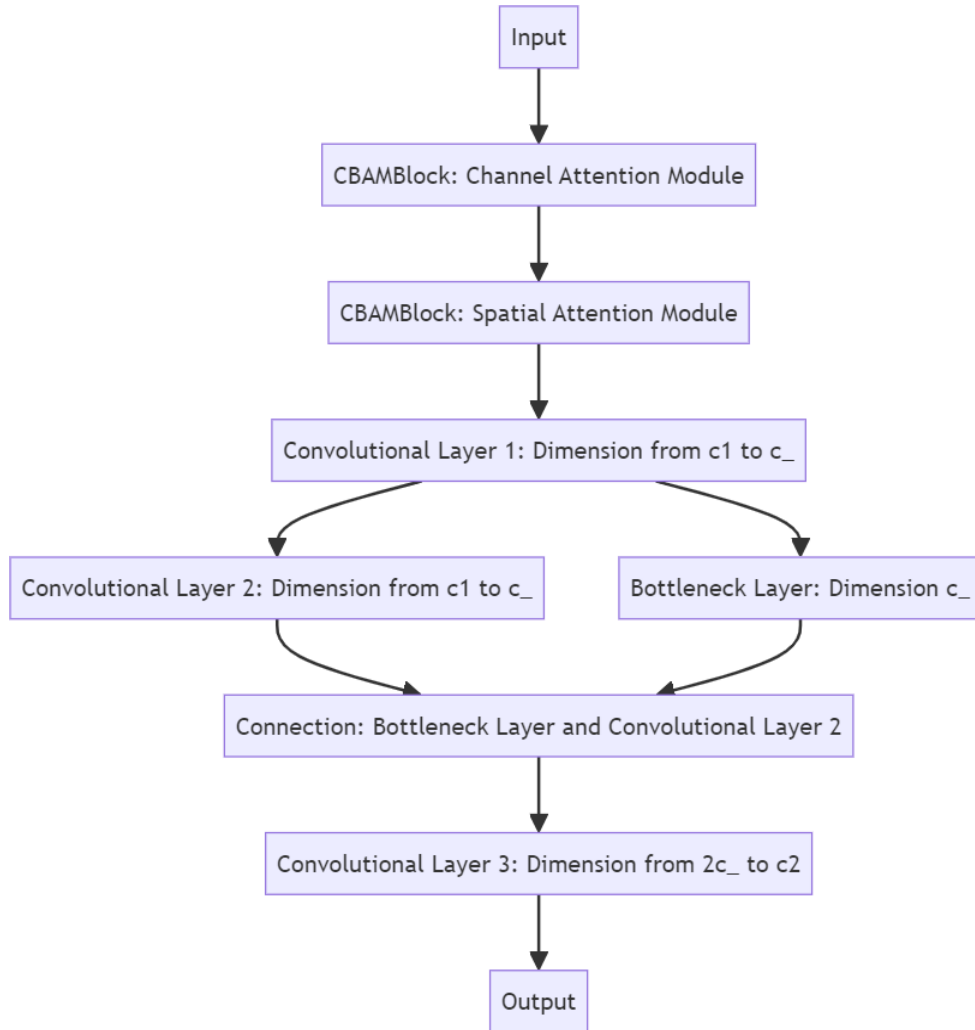 Input
CBAMBlock: Channel Attention Module
CBAMBlock: Spatial Attention Module
Convolutional Layer 1: Dimension from c1 to c_
Convolutional Layer 2: Dimension from c1 to c_
Bottleneck Layer: Dimension c_
Connection: Bottleneck Layer and Convolutional Layer 2
Convolutional Layer 3: Dimension from 2c_ to c2
Output